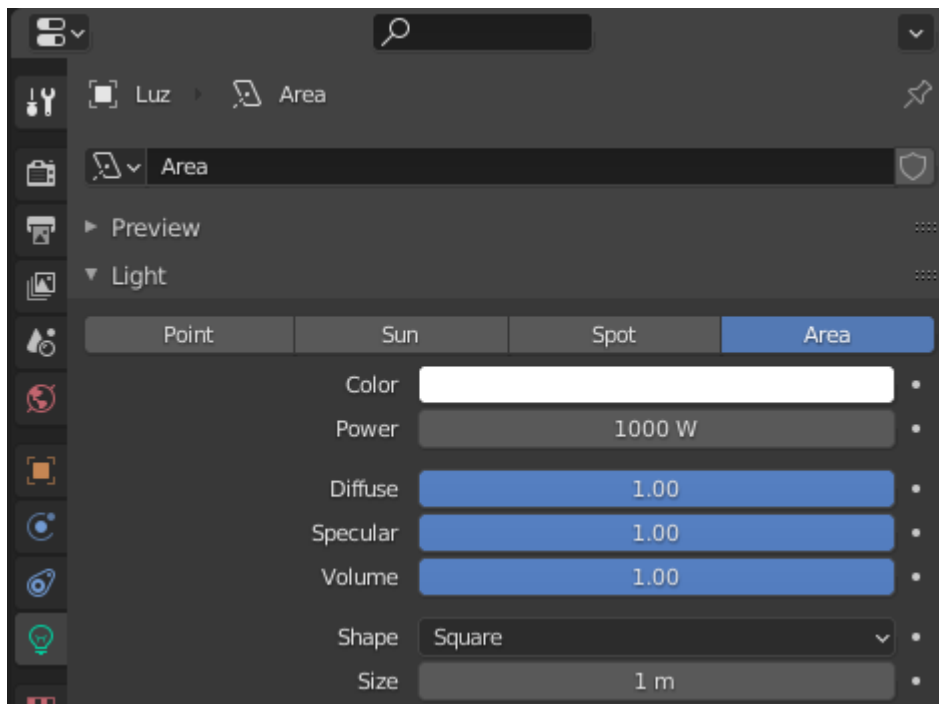 Luz Area
Area
Preview
Light
Point Sun Spot Area
Color
Power 1000 W
Diffuse 1.00
Specular 1.00
Volume 1.00
Shape Square
Size 1 m